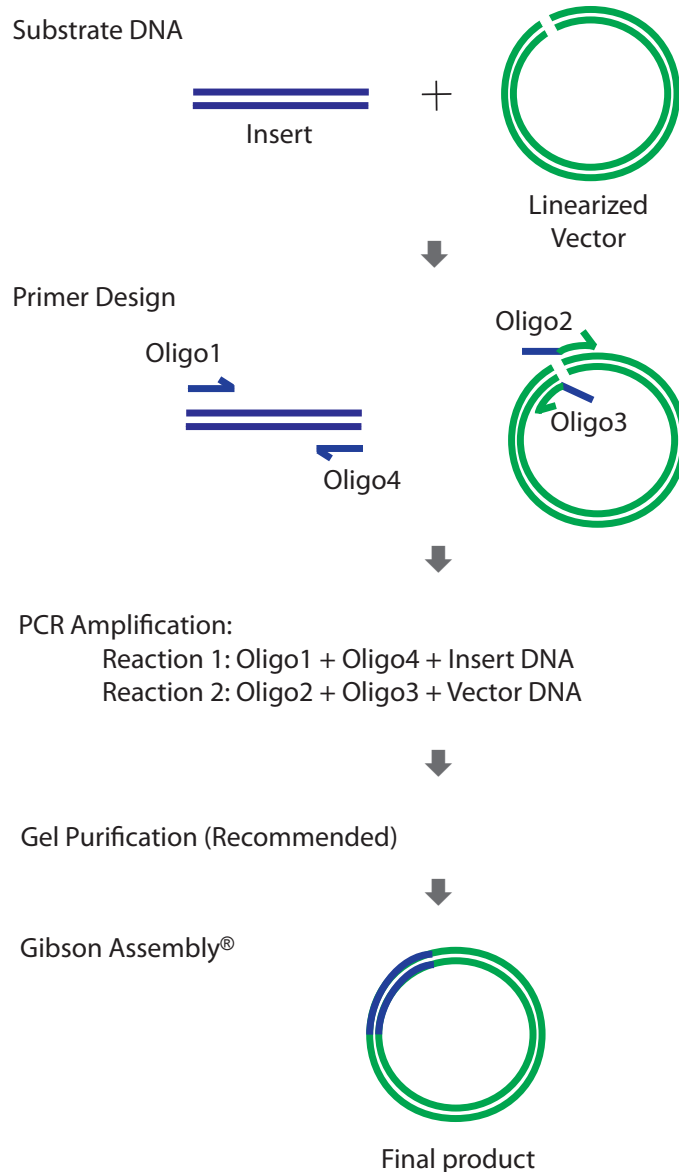 Substrate DNA
+
Insert
Linearized
Vector
Primer Design
Oligo2
Oligo1
Oligo3
Oligo4
PCR Amplification:
Reaction 1: Oligo1 + Oligo4 + Insert DNA
Reaction 2: Oligo2 + Oligo3 + Vector DNA
Gel Purification (Recommended)
Gibson Assembly®
Final product